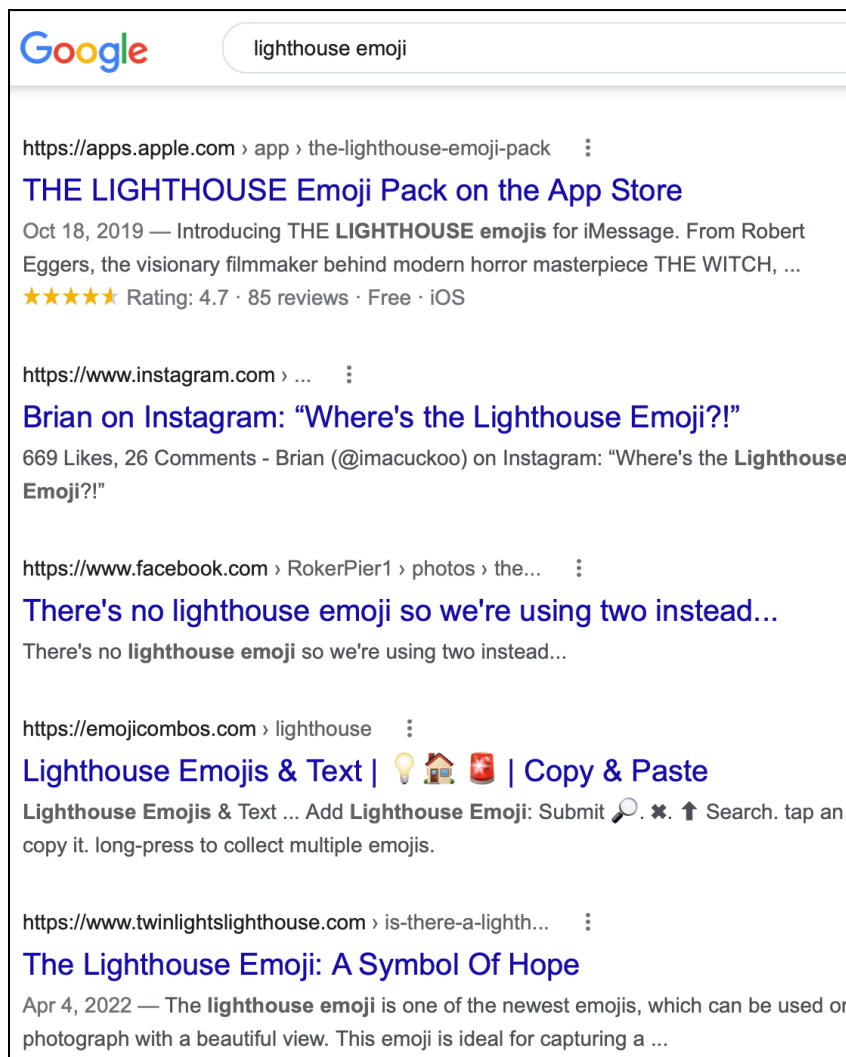 Google
lighthouse emoji
https://apps.apple.com › app › the-lighthouse-emoji-pack
THE LIGHTHOUSE Emoji Pack on the App Store
Oct 18, 2019 — Introducing THE LIGHTHOUSE emojis for iMessage. From Robert
Eggers, the visionary filmmaker behind modern horror masterpiece THE WITCH, ...
Rating: 4.7 · 85 reviews · Free · iOS
https://www.instagram.com › ...
Brian on Instagram: “Where's the Lighthouse Emoji?!”
669 Likes, 26 Comments - Brian (@imacuckoo) on Instagram: “Where's the Lighthouse
Emoji?!”
https://www.facebook.com › RokerPier1 › photos › the...
There's no lighthouse emoji so we're using two instead...
There's no lighthouse emoji so we're using two instead...
https://emojicombos.com › lighthouse
Lighthouse Emojis & Text | 💡🏠 🚨 | Copy & Paste
Lighthouse Emojis & Text ... Add Lighthouse Emoji: Submit 🔎. ✖. ⬆ Search. tap an
copy it. long-press to collect multiple emojis.
https://www.twinlightslighthouse.com › is-there-a-lighth...
The Lighthouse Emoji: A Symbol Of Hope
Apr 4, 2022 — The lighthouse emoji is one of the newest emojis, which can be used or
photograph with a beautiful view. This emoji is ideal for capturing a ...